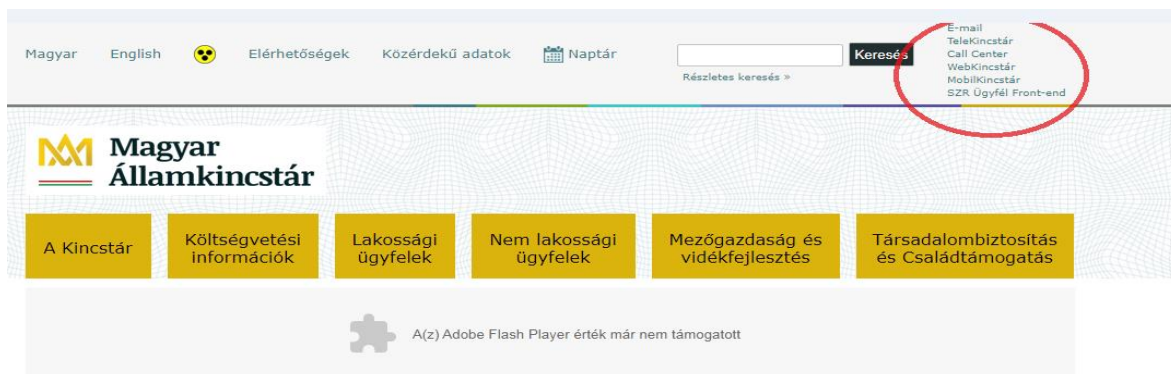 Magyar
English
Elérhetőségek
Közérdekű adatok
Naptár
Keresés
Részletes keresés »
E-mail
TeleKincstár
Call Center
WebKincstár
MobilKincstár
SZR Ügyfél Front-end
Magyar
Államkincstár
A Kincstár
Költségvetési
információk
Lakossági
ügyfelek
Nem lakossági
ügyfelek
Mezőgazdaság és
vidékfejlesztés
Társadalombiztosítás
és Családtámogatás
A(z) Adobe Flash Player érték már nem támogatott